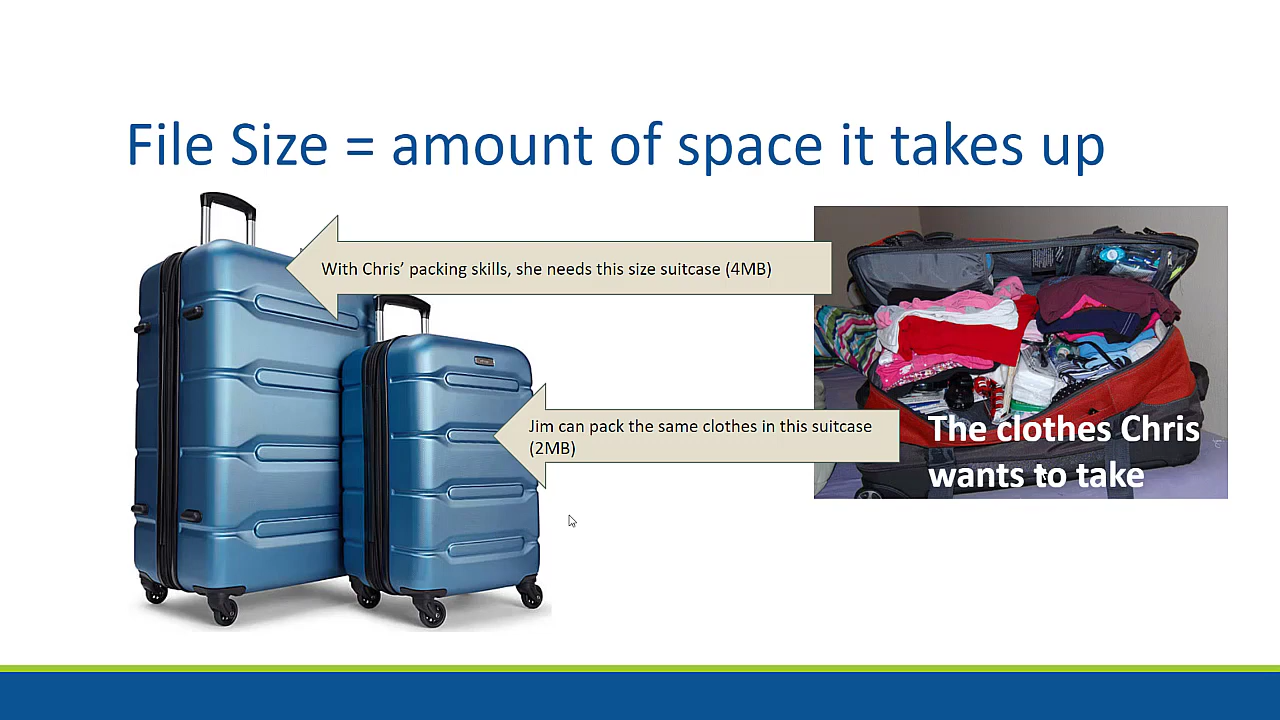 File Size = amount of space it takes up
With Chris’ packing skills, she needs this size suitcase (4MB)
Jim can pack the same clothes in this suitcase
(2MB)
The clothes Chris
wants to take